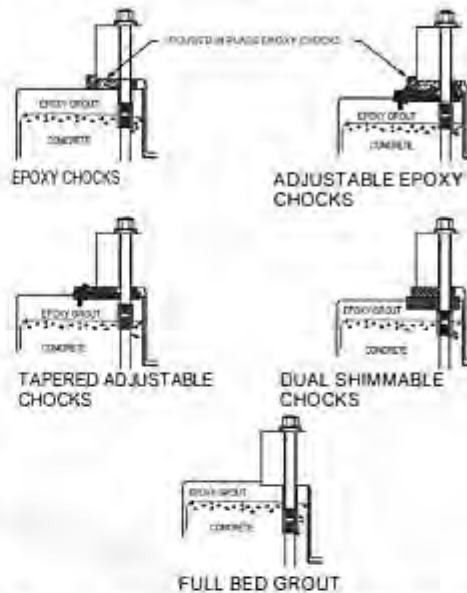 POURED IN PLACE EPOXY CHOCKS
EPOXY GROUT
CONCRETE
EPOXY CHOCKS
EPOXY GROUT
CONCRETE
ADJUSTABLE EPOXY
CHOCKS
EPOXY GROUT
CONCRETE
TAPERED ADJUSTABLE
CHOCKS
EPOXY GROUT
CONCRETE
DUAL SHIMMABLE
CHOCKS
EPOXY GROUT
CONCRETE
FULL BED GROUT